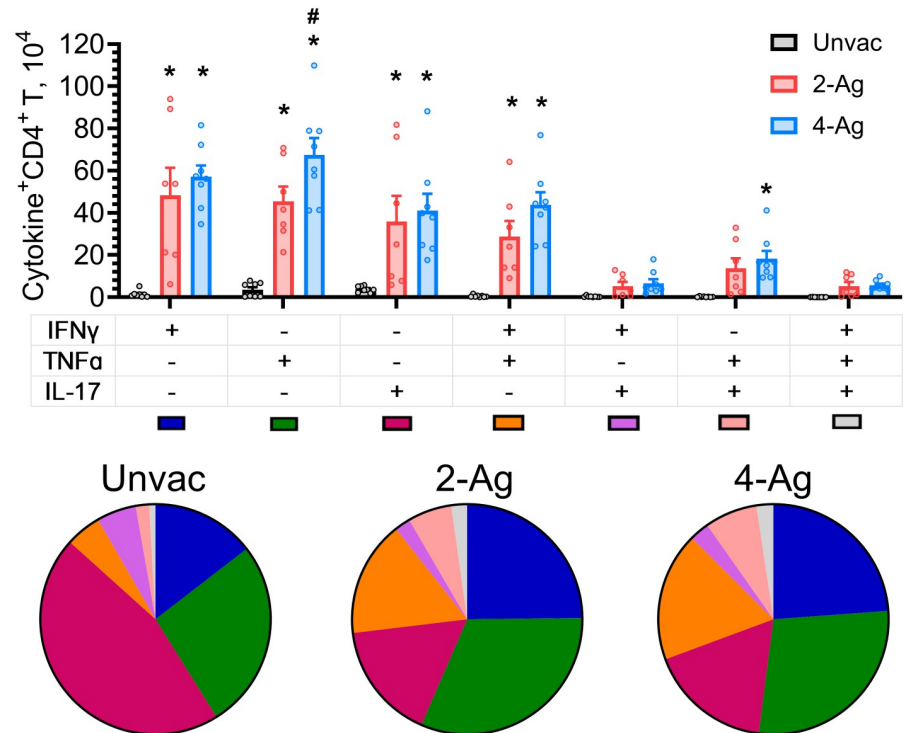 #
* * * * * * * * *
Cytokine⁺CD4⁺ T, 10⁴
120
100
80
60
40
20
0
Unvac
2-Ag
4-Ag
IFNγ + - - + + - +
TNFα - + - + - + +
IL-17 - - + - + + +
Unvac 2-Ag 4-Ag